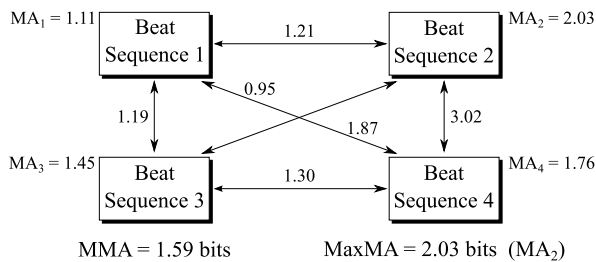 MA₁ = 1.11
Beat
Sequence 1
1.21
Beat
Sequence 2
MA₂ = 2.03
0.95
1.19
1.87
3.02
MA₃ = 1.45
Beat
Sequence 3
1.30
Beat
Sequence 4
MA₄ = 1.76
MMA = 1.59 bits
MaxMA = 2.03 bits (MA₂)